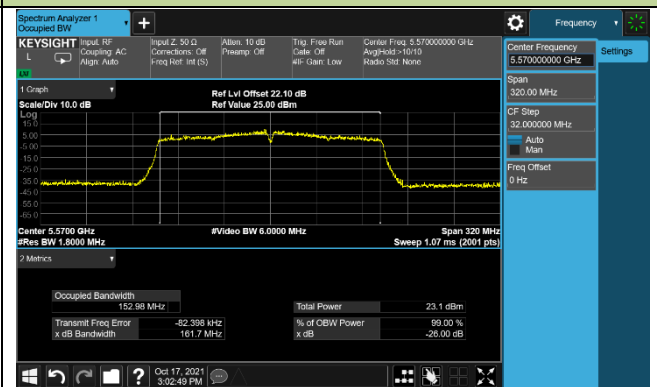 Spectrum Analyzer 1
Occupied BW
Frequency
KEYSIGHT
L
Input: RF
Coupling: AC
Align: Auto
Input Z: 50 Ω
Corrections: Off
Freq Ref: Int (S)
Atten: 10 dB
Preamp: Off
Trig: Free Run
Gate: Off
#IF Gain: Low
Center Freq: 5.570000000 GHz
Avg|Hold:>10/10
Radio Std: None
Center Frequency
5.570000000 GHz
Settings
Span
320.00 MHz
CF Step
32.000000 MHz
Auto
Man
Freq Offset
0 Hz
1 Graph
Scale/Div 10.0 dB
Ref Lvl Offset 22.10 dB
Ref Value 25.00 dBm
Log
15.0
5.00
-5.00
-15.0
-25.0
-35.0
-45.0
-55.0
-65.0
Center 5.5700 GHz
#Video BW 6.0000 MHz
Span 320 MHz
#Res BW 1.8000 MHz
Sweep 1.07 ms (2001 pts)
2 Metrics
Occupied Bandwidth
152.98 MHz
Total Power
23.1 dBm
Transmit Freq Error
-82.398 kHz
% of OBW Power
99.00 %
x dB Bandwidth
161.7 MHz
x dB
-26.00 dB
Oct 17, 2021
3:02:49 PM